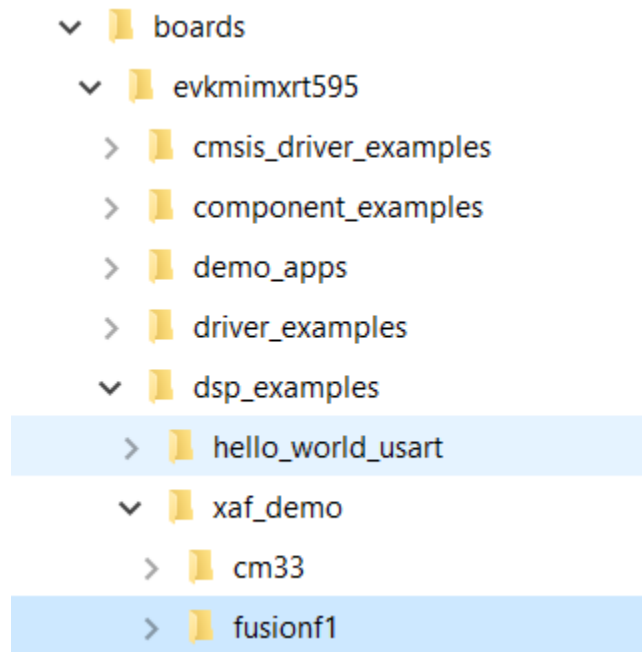 boards
evkmimxrt595
cmsis_driver_examples
component_examples
demo_apps
driver_examples
dsp_examples
hello_world_usart
xaf_demo
cm33
fusionf1